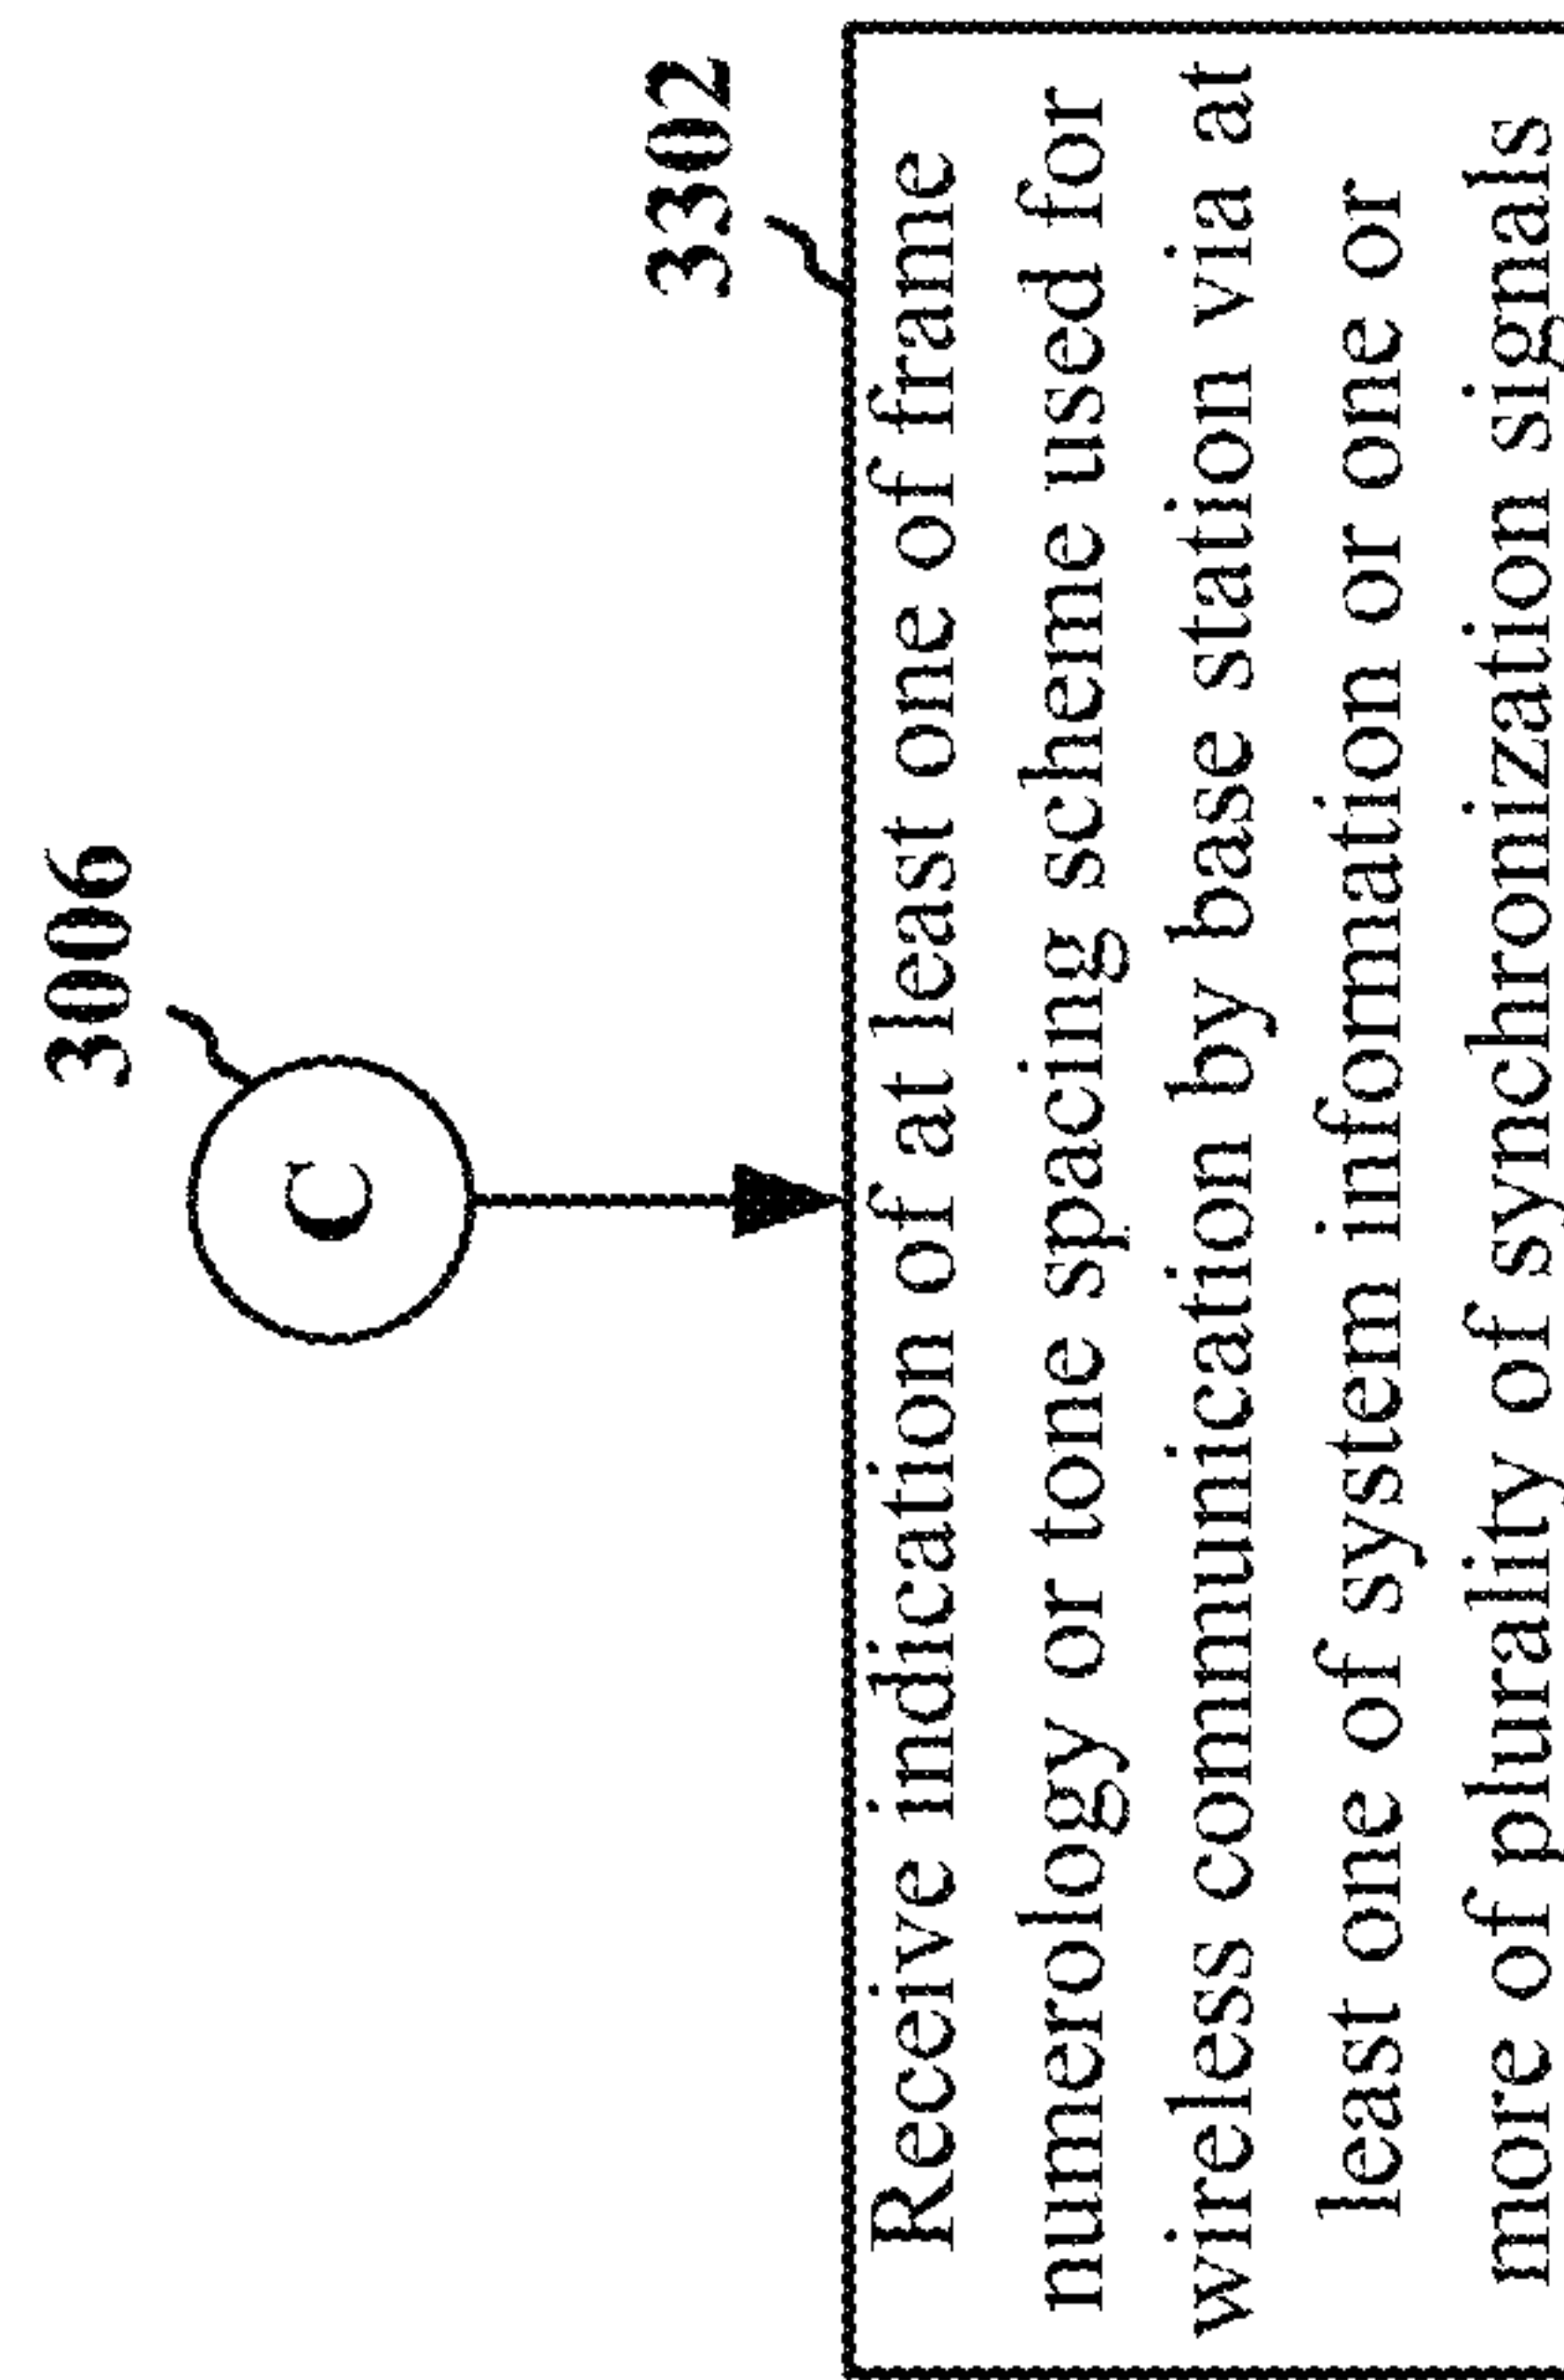 3006
C
3302
Receive indication of at least one of frame
numerology or tone spacing scheme used for
wireless communication by base station via at
least one of system information or one or
more of plurality of synchronization signals